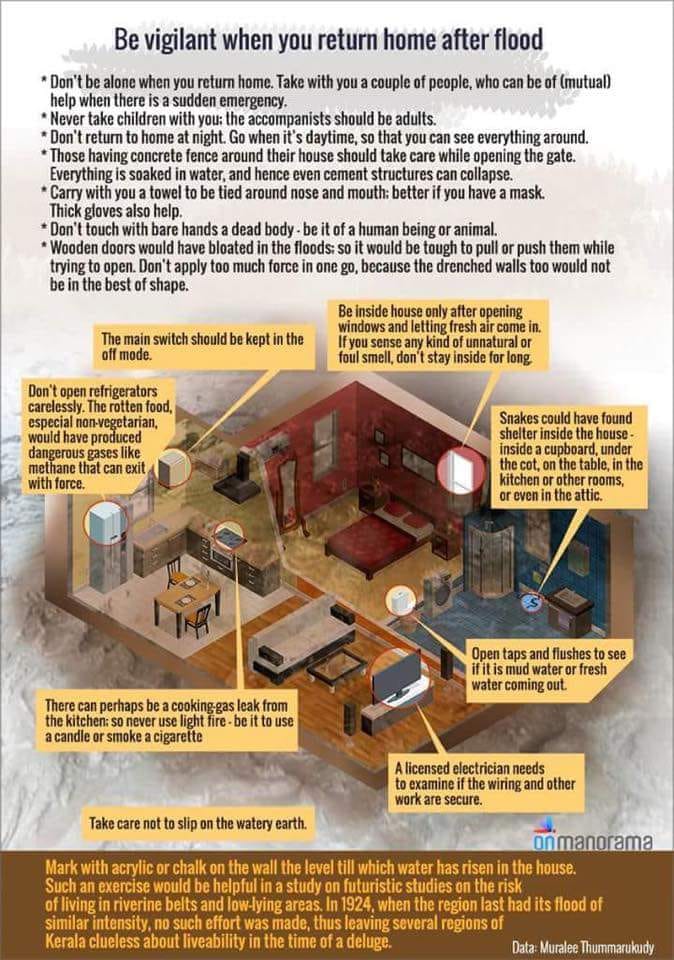 Be vigilant when you return home after flood
* Don't be alone when you return home. Take with you a couple of people, who can be of (mutual)
help when there is a sudden emergency.
* Never take children with you; the accompanists should be adults.
* Don't return to home at night. Go when it's daytime, so that you can see everything around.
* Those having concrete fence around their house should take care while opening the gate.
Everything is soaked in water, and hence even cement structures can collapse.
* Carry with you a towel to be tied around nose and mouth; better if you have a mask.
Thick gloves also help.
* Don't touch with bare hands a dead body - be it of a human being or animal.
* Wooden doors would have bloated in the floods; so it would be tough to pull or push them while
trying to open. Don't apply too much force in one go, because the drenched walls too would not
be in the best of shape.
The main switch should be kept in the
off mode.
Be inside house only after opening
windows and letting fresh air come in.
If you sense any kind of unnatural or
foul smell, don't stay inside for long.
Don't open refrigerators
carelessly. The rotten food,
especial non-vegetarian,
would have produced
dangerous gases like
methane that can exit
with force.
Snakes could have found
shelter inside the house -
inside a cupboard, under
the cot, on the table, in the
kitchen or other rooms,
or even in the attic.
Open taps and flushes to see
if it is mud water or fresh
water coming out.
There can perhaps be a cooking-gas leak from
the kitchen; so never use light fire - be it to use
a candle or smoke a cigarette
A licensed electrician needs
to examine if the wiring and other
work are secure.
Take care not to slip on the watery earth.
onmanorama
Mark with acrylic or chalk on the wall the level till which water has risen in the house.
Such an exercise would be helpful in a study on futuristic studies on the risk
of living in riverine belts and low-lying areas. In 1924, when the region last had its flood of
similar intensity, no such effort was made, thus leaving several regions of
Kerala clueless about liveability in the time of a deluge.
Data: Muralee Thummarukudy